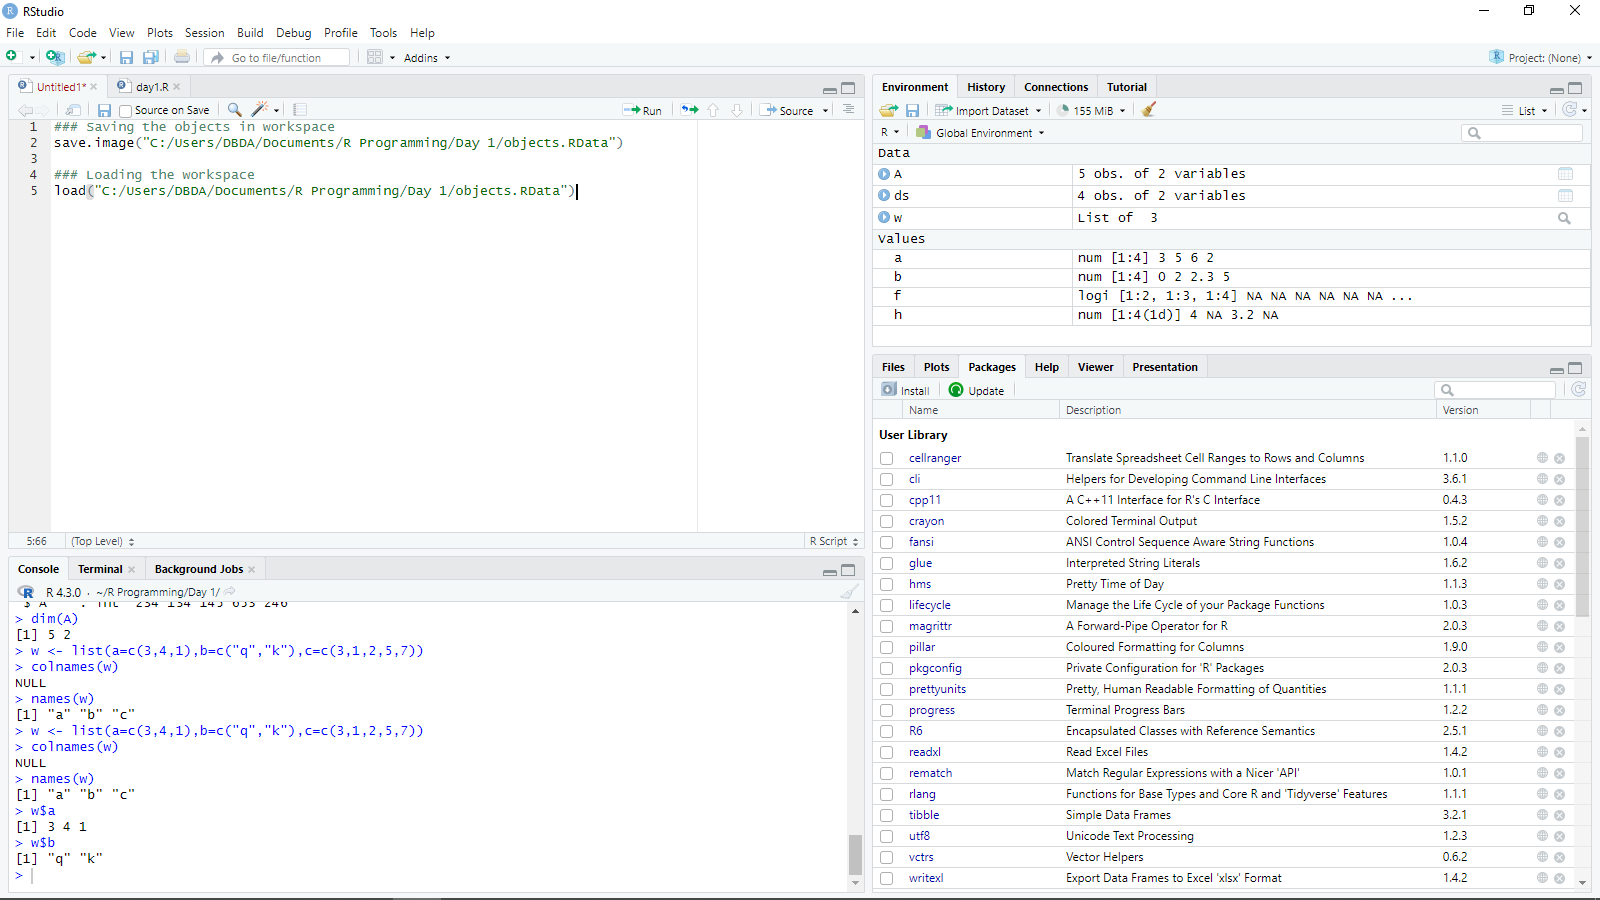 RStudio
File Edit Code View Plots Session Build Debug Profile Tools Help
Go to file/function Addins Project: (None)
Untitled1* day1.R
Source on Save Run Source
1 ### Saving the objects in workspace
2 save.image("C:/Users/DBDA/Documents/R Programming/Day 1/objects.RData")
3
4 ### Loading the workspace
5 load("C:/Users/DBDA/Documents/R Programming/Day 1/objects.RData")
5:66 (Top Level) R Script
Console Terminal Background Jobs
R 4.3.0 · ~/R Programming/Day 1/
$ A : int 234 134 145 653 246
> dim(A)
[1] 5 2
> w <- list(a=c(3,4,1),b=c("q","k"),c=c(3,1,2,5,7))
> colnames(w)
NULL
> names(w)
[1] "a" "b" "c"
> w <- list(a=c(3,4,1),b=c("q","k"),c=c(3,1,2,5,7))
> colnames(w)
NULL
> names(w)
[1] "a" "b" "c"
> w$a
[1] 3 4 1
> w$b
[1] "q" "k"
>
Environment History Connections Tutorial
Import Dataset 155 MiB List
R Global Environment
Data
A 5 obs. of 2 variables
ds 4 obs. of 2 variables
w List of 3
Values
a num [1:4] 3 5 6 2
b num [1:4] 0 2 2.3 5
f logi [1:2, 1:3, 1:4] NA NA NA NA NA NA ...
h num [1:4(1d)] 4 NA 3.2 NA
Files Plots Packages Help Viewer Presentation
Install Update
Name Description Version
User Library
cellranger Translate Spreadsheet Cell Ranges to Rows and Columns 1.1.0
cli Helpers for Developing Command Line Interfaces 3.6.1
cpp11 A C++11 Interface for R's C Interface 0.4.3
crayon Colored Terminal Output 1.5.2
fansi ANSI Control Sequence Aware String Functions 1.0.4
glue Interpreted String Literals 1.6.2
hms Pretty Time of Day 1.1.3
lifecycle Manage the Life Cycle of your Package Functions 1.0.3
magrittr A Forward-Pipe Operator for R 2.0.3
pillar Coloured Formatting for Columns 1.9.0
pkgconfig Private Configuration for 'R' Packages 2.0.3
prettyunits Pretty, Human Readable Formatting of Quantities 1.1.1
progress Terminal Progress Bars 1.2.2
R6 Encapsulated Classes with Reference Semantics 2.5.1
readxl Read Excel Files 1.4.2
rematch Match Regular Expressions with a Nicer 'API' 1.0.1
rlang Functions for Base Types and Core R and 'Tidyverse' Features 1.1.1
tibble Simple Data Frames 3.2.1
utf8 Unicode Text Processing 1.2.3
vctrs Vector Helpers 0.6.2
writexl Export Data Frames to Excel 'xlsx' Format 1.4.2